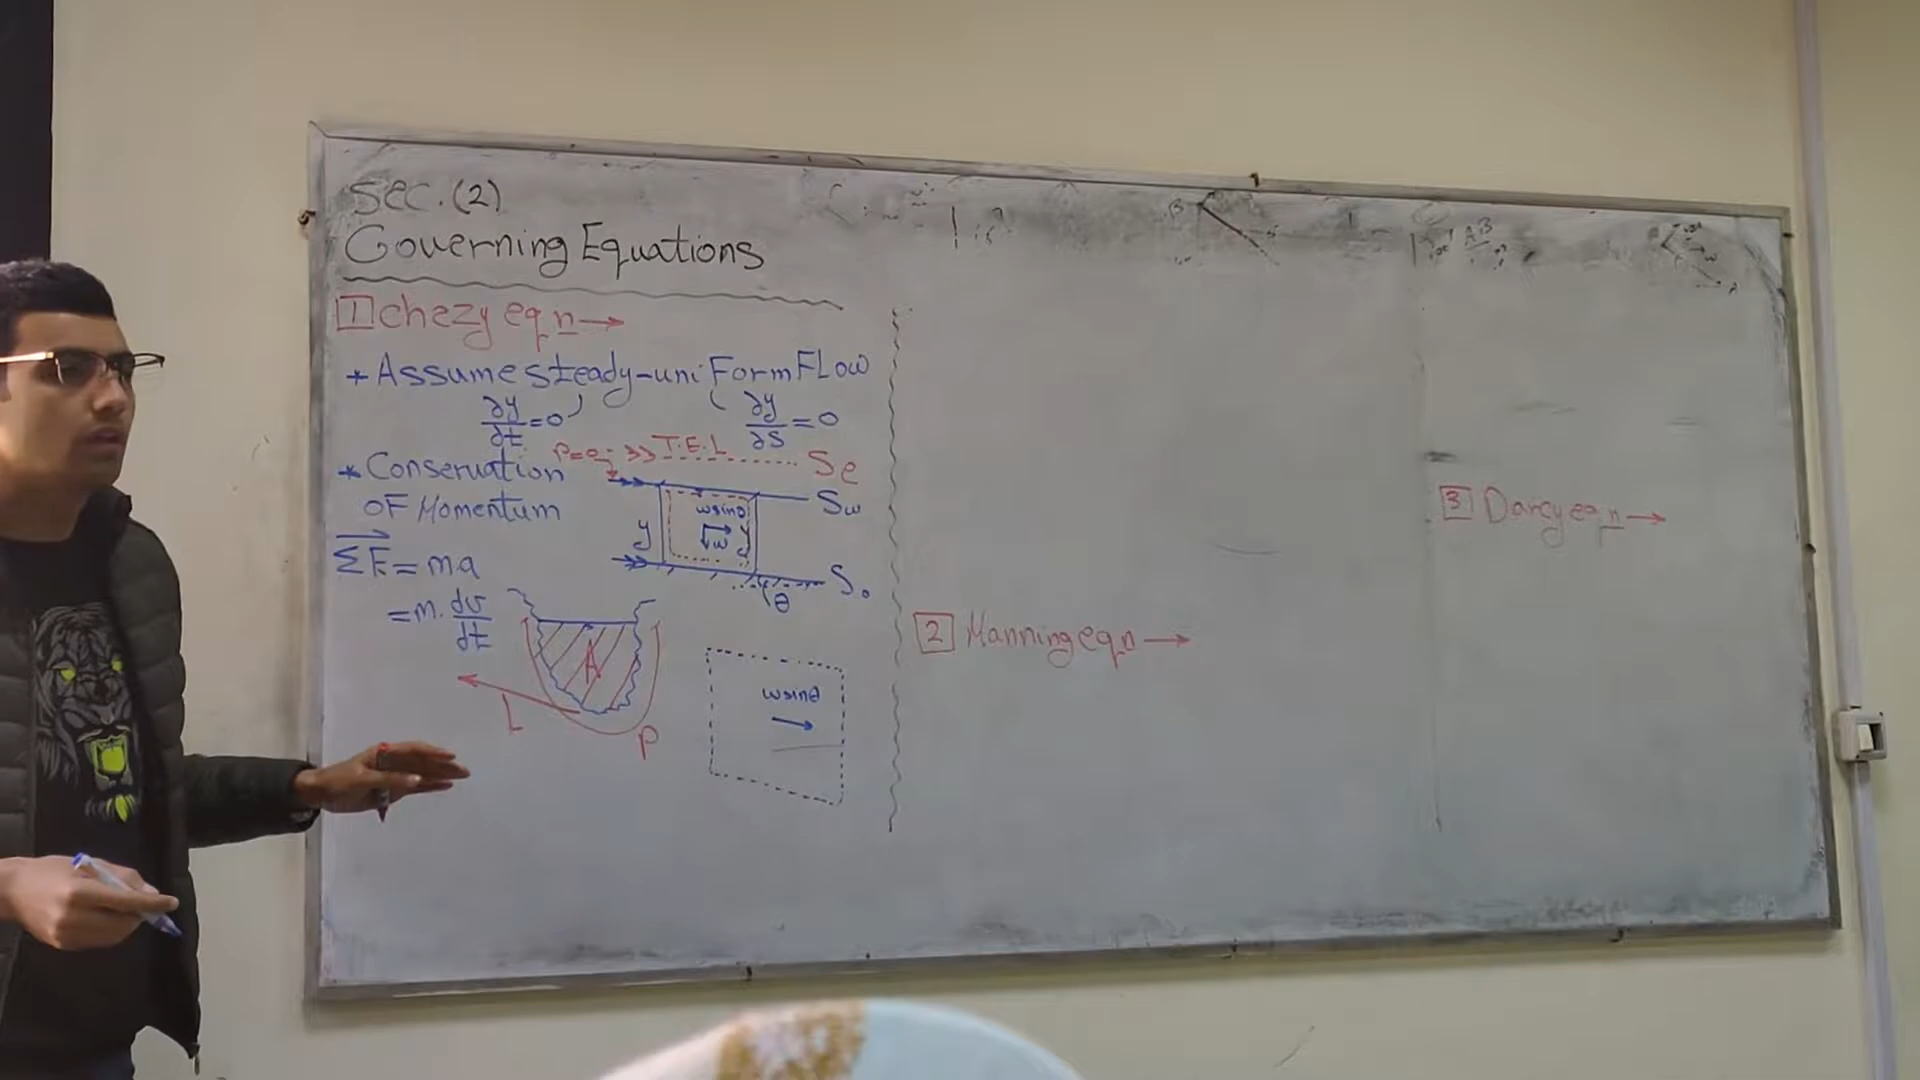 Sec. (2)
Governing Equations
1 chezy eqn →
* Assume steady-uniForm FLow
∂y/∂t = 0
∂y/∂s = 0
T.E.L
Se
* Conservation
OF Momentum
Sw
wsinθ
w
y
y
So
θ
ΣF = ma
= m. dv/dt
A
L
P
wsinθ
2 Manning eqn →
3 Darcy eqn →